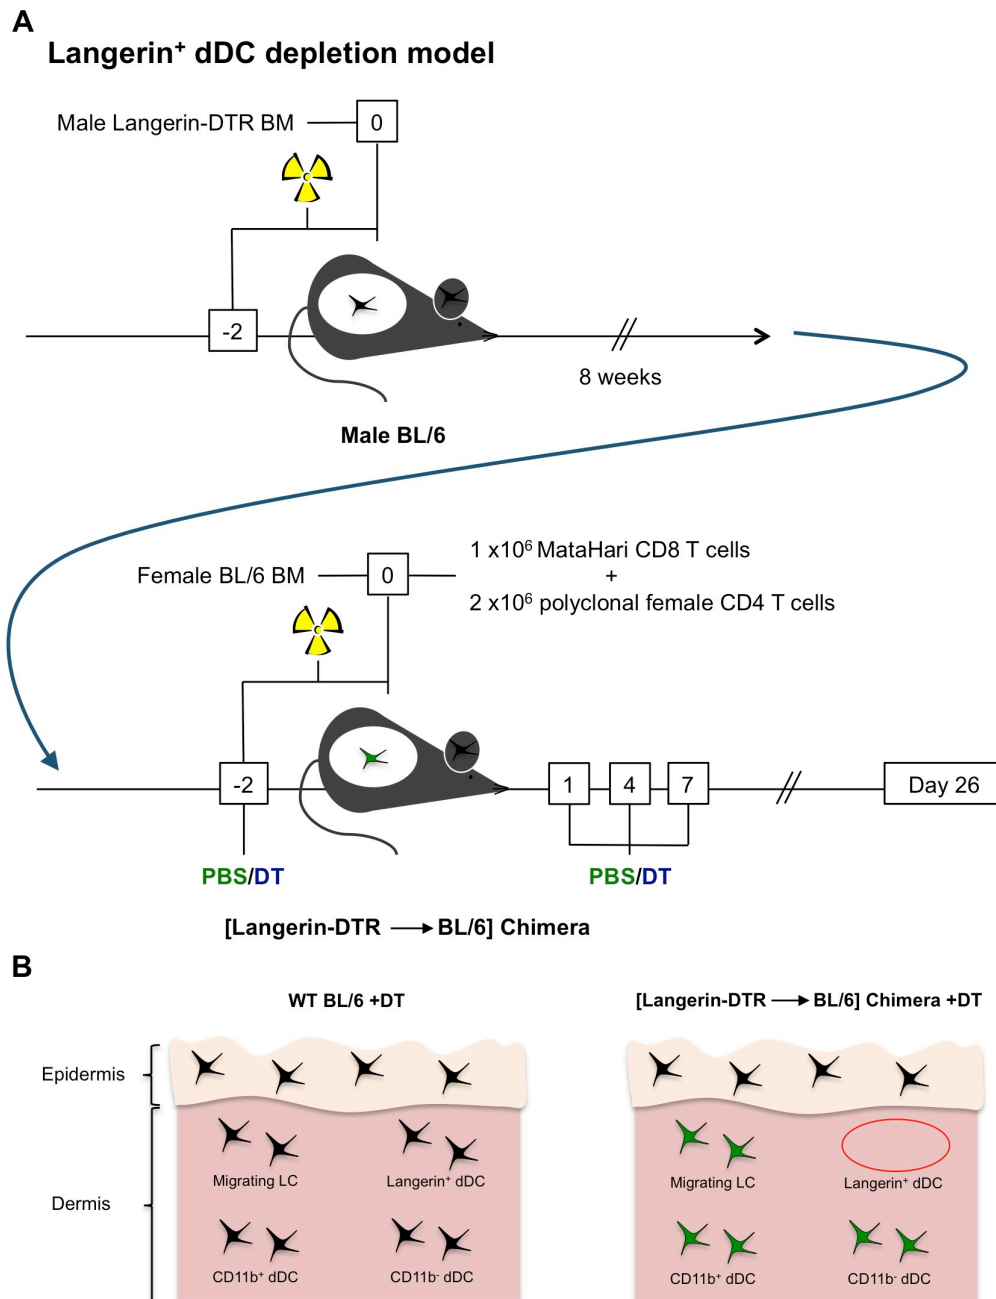 A
Langerin⁺ dDC depletion model
Male Langerin-DTR BM
0
-2
8 weeks
Male BL/6
1 x10⁶ MataHari CD8 T cells
Female BL/6 BM
0
+
2 x10⁶ polyclonal female CD4 T cells
-2
1
4
7
Day 26
PBS/DT
PBS/DT
[Langerin-DTR → BL/6] Chimera
B
WT BL/6 +DT
[Langerin-DTR → BL/6] Chimera +DT
Epidermis
Dermis
Migrating LC
Langerin⁺ dDC
Migrating LC
Langerin⁺ dDC
CD11b⁺ dDC
CD11b⁻ dDC
CD11b⁺ dDC
CD11b⁻ dDC